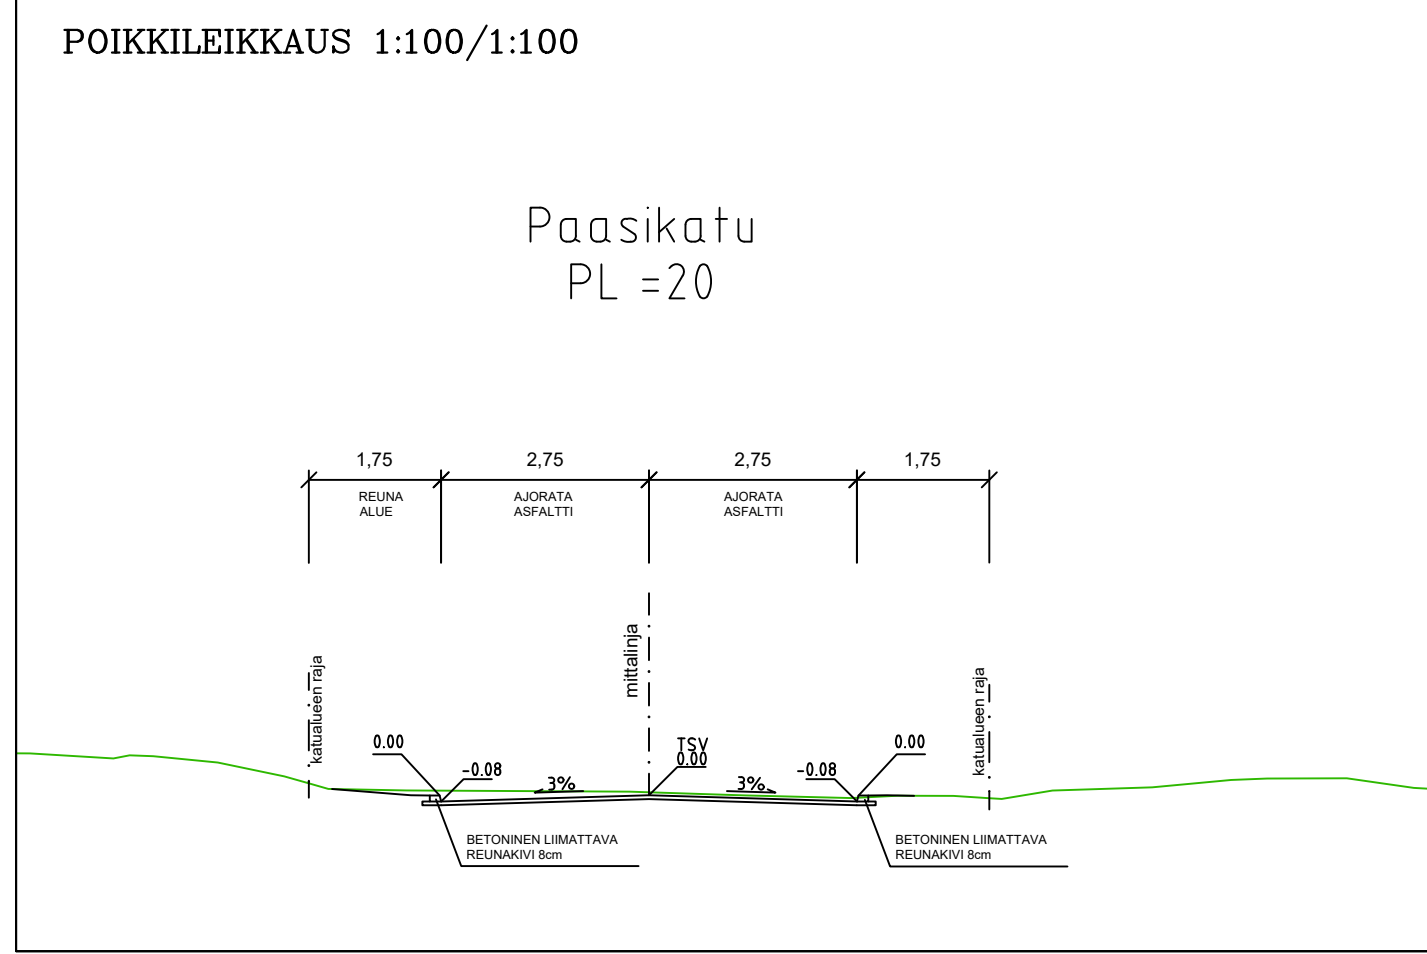 POIKKILEIKKAUS 1:100/1:100
Paasikatu
PL =20
1,75
2,75
2,75
1,75
REUNA
ALUE
AJORATA
ASFALTTI
AJORATA
ASFALTTI
katualueen raja
mittalinja
katualueen raja
0.00
-0.08
3%
TSV
0.00
3%
-0.08
0.00
BETONINEN LIIMATTAVA
REUNAKIVI 8cm
BETONINEN LIIMATTAVA
REUNAKIVI 8cm